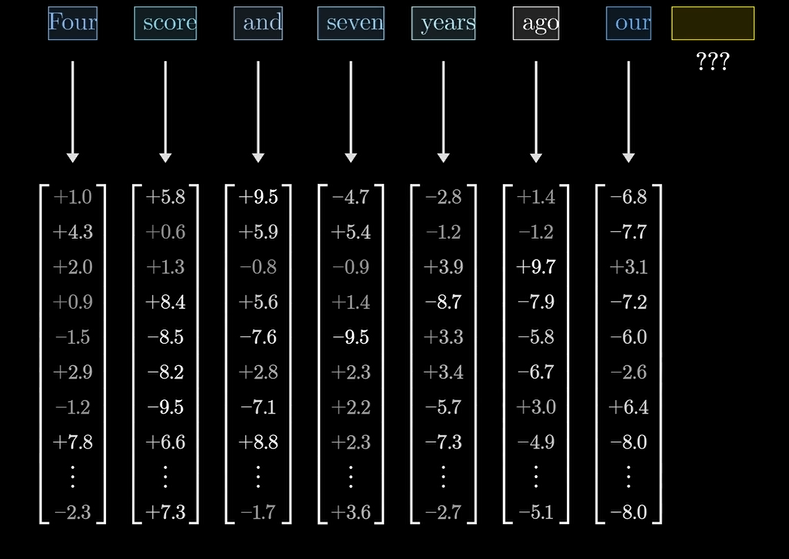 Four score and seven years ago our
???
+1.0 +5.8 +9.5 −4.7 −2.8 +1.4 −6.8
+4.3 +0.6 +5.9 +5.4 −1.2 −1.2 −7.7
+2.0 +1.3 −0.8 −0.9 +3.9 +9.7 +3.1
+0.9 +8.4 +5.6 +1.4 −8.7 −7.9 −7.2
−1.5 −8.5 −7.6 −9.5 +3.3 −5.8 −6.0
+2.9 −8.2 +2.8 +2.3 +3.4 −6.7 −2.6
−1.2 −9.5 −7.1 +2.2 −5.7 +3.0 +6.4
+7.8 +6.6 +8.8 +2.3 −7.3 −4.9 −8.0
⋮ ⋮ ⋮ ⋮ ⋮ ⋮ ⋮
−2.3 +7.3 −1.7 +3.6 −2.7 −5.1 −8.0